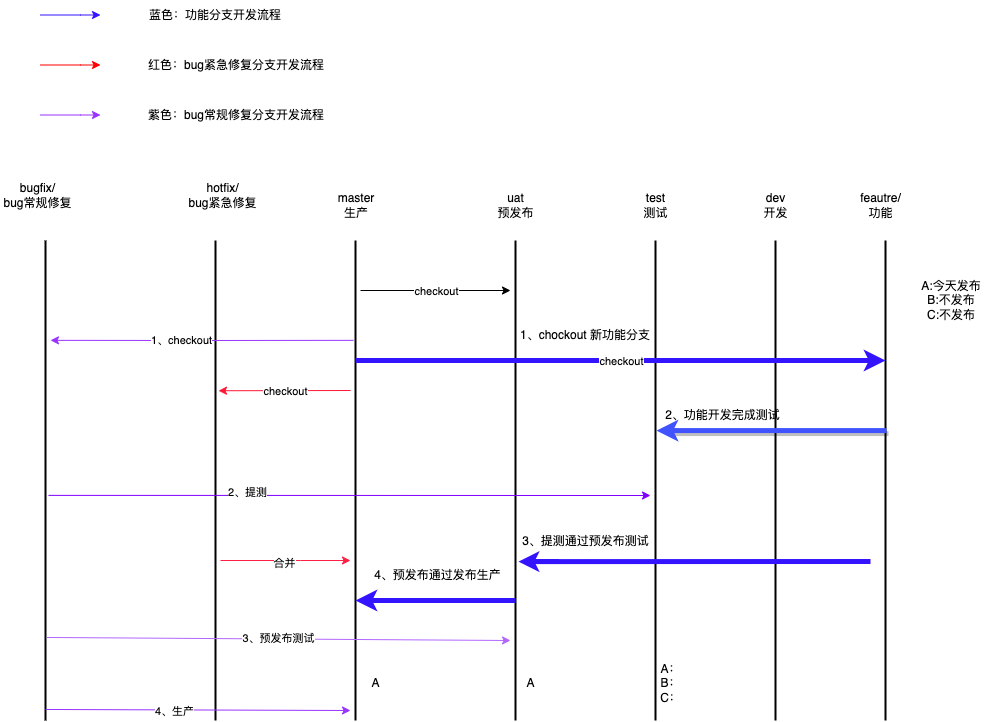 蓝色：功能分支开发流程
红色：bug紧急修复分支开发流程
紫色：bug常规修复分支开发流程
bugfix/
bug常规修复
hotfix/
bug紧急修复
master
生产
uat
预发布
test
测试
dev
开发
feautre/
功能
checkout
A:今天发布
B:不发布
C:不发布
1、checkout
1、chockout 新功能分支
checkout
checkout
2、功能开发完成测试
2、提测
3、提测通过预发布测试
合并
4、预发布通过发布生产
3、预发布测试
A
A
A：
B：
C：
4、生产